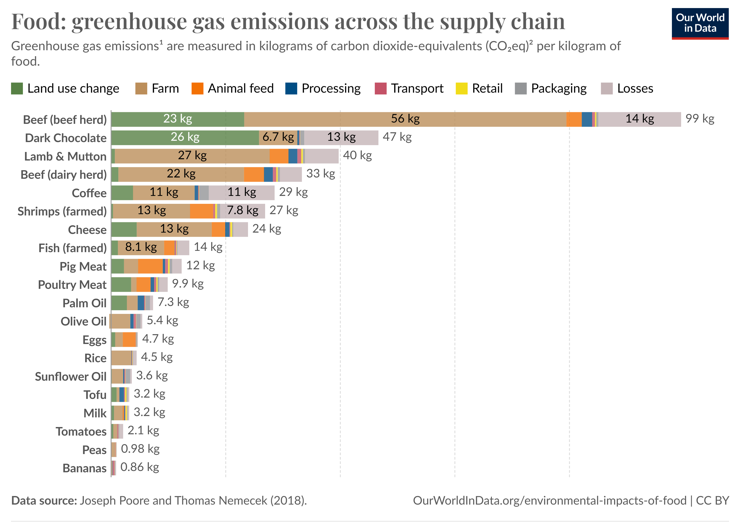 Food: greenhouse gas emissions across the supply chain
Our World
in Data
Greenhouse gas emissions¹ are measured in kilograms of carbon dioxide-equivalents (CO₂eq)² per kilogram of
food.
Land use change Farm Animal feed Processing Transport Retail Packaging Losses
Beef (beef herd) 23 kg 56 kg 14 kg 99 kg
Dark Chocolate 26 kg 6.7 kg 13 kg 47 kg
Lamb & Mutton 27 kg 40 kg
Beef (dairy herd) 22 kg 33 kg
Coffee 11 kg 11 kg 29 kg
Shrimps (farmed) 13 kg 7.8 kg 27 kg
Cheese 13 kg 24 kg
Fish (farmed) 8.1 kg 14 kg
Pig Meat 12 kg
Poultry Meat 9.9 kg
Palm Oil 7.3 kg
Olive Oil 5.4 kg
Eggs 4.7 kg
Rice 4.5 kg
Sunflower Oil 3.6 kg
Tofu 3.2 kg
Milk 3.2 kg
Tomatoes 2.1 kg
Peas 0.98 kg
Bananas 0.86 kg
Data source: Joseph Poore and Thomas Nemecek (2018). OurWorldInData.org/environmental-impacts-of-food | CC BY